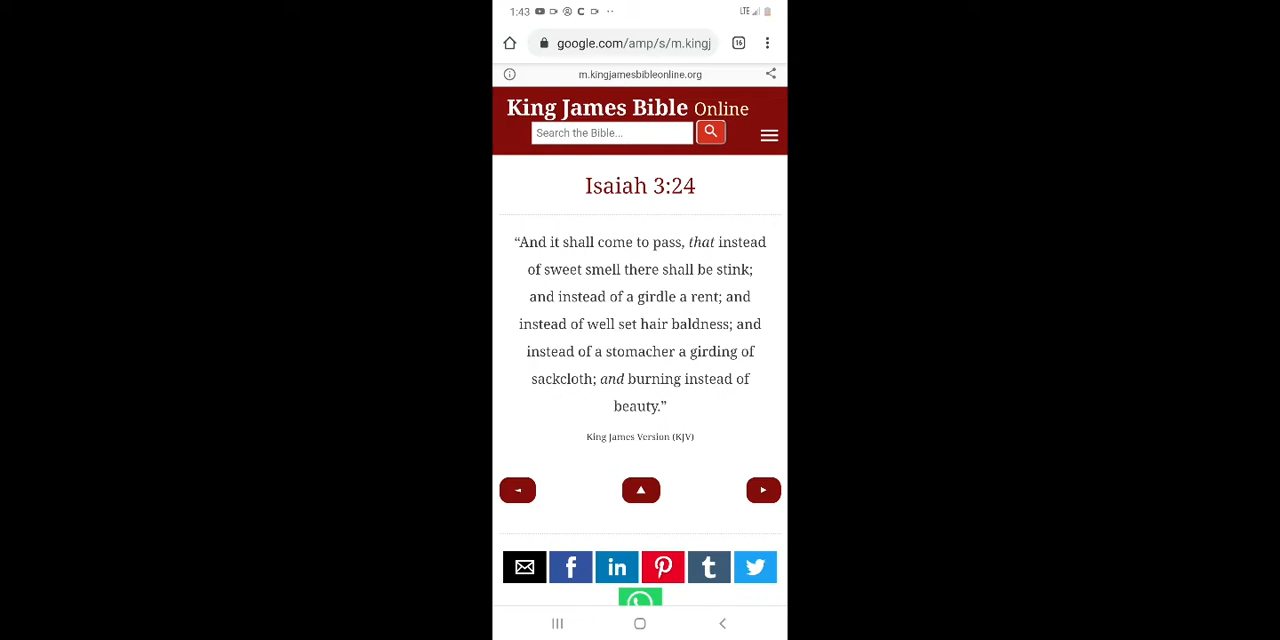 1:43 LTE
google.com/amp/s/m.kingj 16
m.kingjamesbibleonline.org
King James Bible Online
Search the Bible...
Isaiah 3:24
“And it shall come to pass, that instead
of sweet smell there shall be stink;
and instead of a girdle a rent; and
instead of well set hair baldness; and
instead of a stomacher a girding of
sackcloth; and burning instead of
beauty.”
King James Version (KJV)